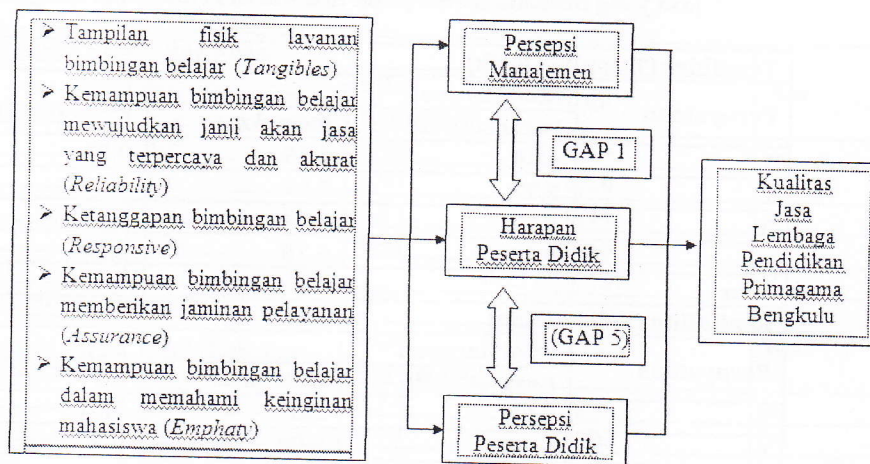 ➢ Tampilan fisik layanan
bimbingan belajar (Tangibles)
➢ Kemampuan bimbingan belajar
mewujudkan janji akan jasa
yang terpercaya dan akurat
(Reliability)
➢ Ketanggapan bimbingan belajar
(Responsive)
➢ Kemampuan bimbingan belajar
memberikan jaminan pelayanan
(Assurance)
➢ Kemampuan bimbingan belajar
dalam memahami keinginan
mahasiswa (Emphaty)
Persepsi
Manajemen
GAP 1
Harapan
Peserta Didik
(GAP 5)
Persepsi
Peserta Didik
Kualitas
Jasa
Lembaga
Pendidikan
Primagama
Bengkulu